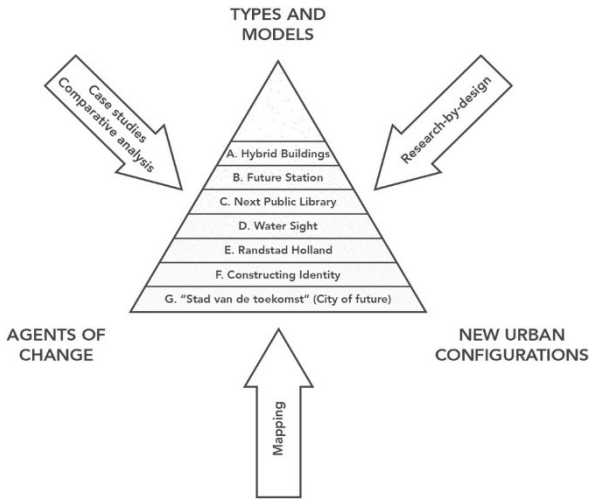 TYPES AND
MODELS
Case studies
Comparative analysis
Research-by-design
A. Hybrid Buildings
B. Future Station
C. Next Public Library
D. Water Sight
E. Randstad Holland
F. Constructing Identity
G. “Stad van de toekomst” (City of future)
AGENTS OF
CHANGE
NEW URBAN
CONFIGURATIONS
Mapping